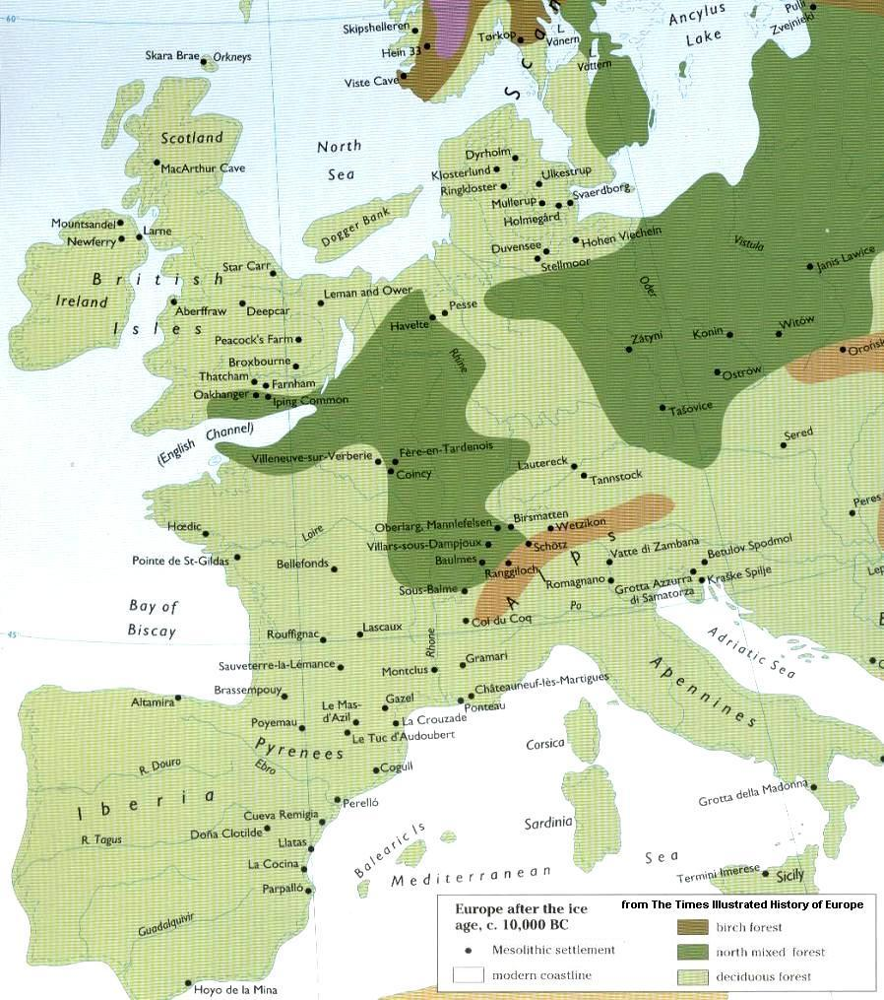 60°
Skipshelleren
Hein 33
Viste Cave
Tørkop
L
Vänern
L
Vottern
S c a n
Ancylus
Lake
Pulli
Zvejnieki
Skara Brae
Orkneys
Scotland
MacArthur Cave
North
Sea
Dogger Bank
Dyrholm
Klosterlund
Ulkestrup
Ringkloster
Svaerdborg
Mullerup
Holmegård
Duvensee
Hohen Viecheln
Stellmoor
Vistula
Oder
Janis Lawice
Mountsandel
Larne
Newferry
Star Carr
British
Ireland
Isles
Aberffraw
Deepcar
Leman and Ower
Pesse
Havelte
Rhine
Peacock's Farm
Broxbourne
Thatcham
Farnham
Oakhanger
Iping Common
(English Channel)
Zátyni
Konin
Witów
Orońsk
Ostrów
Tašovice
Sered
Peres
Villeneuve-sur-Verberie
Fère-en-Tardenois
Coincy
Lautereck
Tannstock
Hœdic
Loire
Pointe de St-Gildas
Bellefonds
Oberlarg, Mannlefelsen
Birsmatten
Wetzikon
Villars-sous-Dampjoux
Schötz
Baulmes
Ranggiloch
Sous-Balme
Col du Coq
A p s
Romagnano
Vatte di Zambana
Betulov Spodmol
Grotta Azzurra
di Samatorza
Kraške Spilje
Lep
Po
Bay of
Biscay
45°
Rouffignac
Lascaux
Rhone
Sauveterre-la-Lémance
Montclus
Gramari
Brassempouy
Altamira
Châteauneuf-lès-Martigues
Ponteau
Le Mas-
d'Azil
Gazel
La Crouzade
Poyemau
Le Tuc d'Audoubert
Pyrenees
Adriatic Sea
Apennines
Corsica
Cogull
R. Douro
Ebro
Iberia
Perelló
Cueva Remigia
Doña Clotilde
R. Tagus
Llatas
La Cocina
Parpalló
Guadalquivir
Hoyo de la Mina
Balearic Is
Sardinia
Mediterranean
Sea
Grotta della Madonna
Termini Imerese
Sicily
Europe after the ice
age, c. 10,000 BC
from The Times Illustrated History of Europe
Mesolithic settlement
modern coastline
birch forest
north mixed forest
deciduous forest